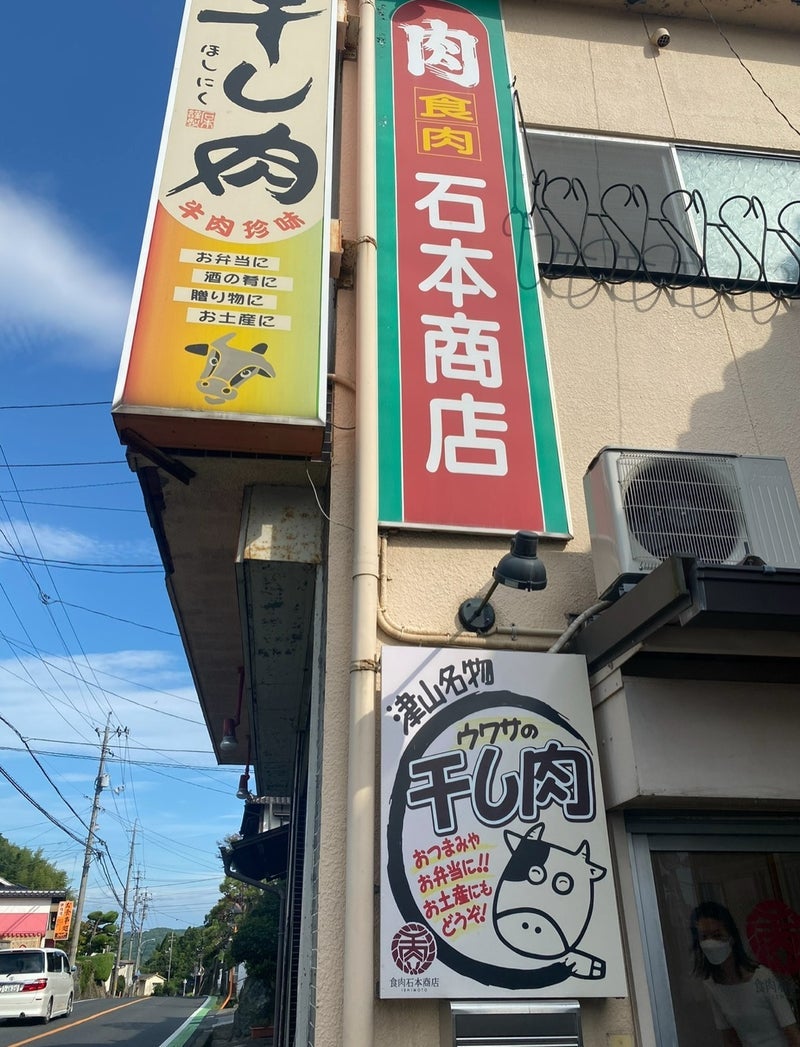 干し肉
ほしにく
牛肉珍味
お弁当に
酒の肴に
贈り物に
お土産に
肉
食肉
石本商店
津山名物
ウワサの
干し肉
おつまみや
お弁当に!!
お土産にも
どうぞ!
肉
食肉石本商店
ISHIMOTO